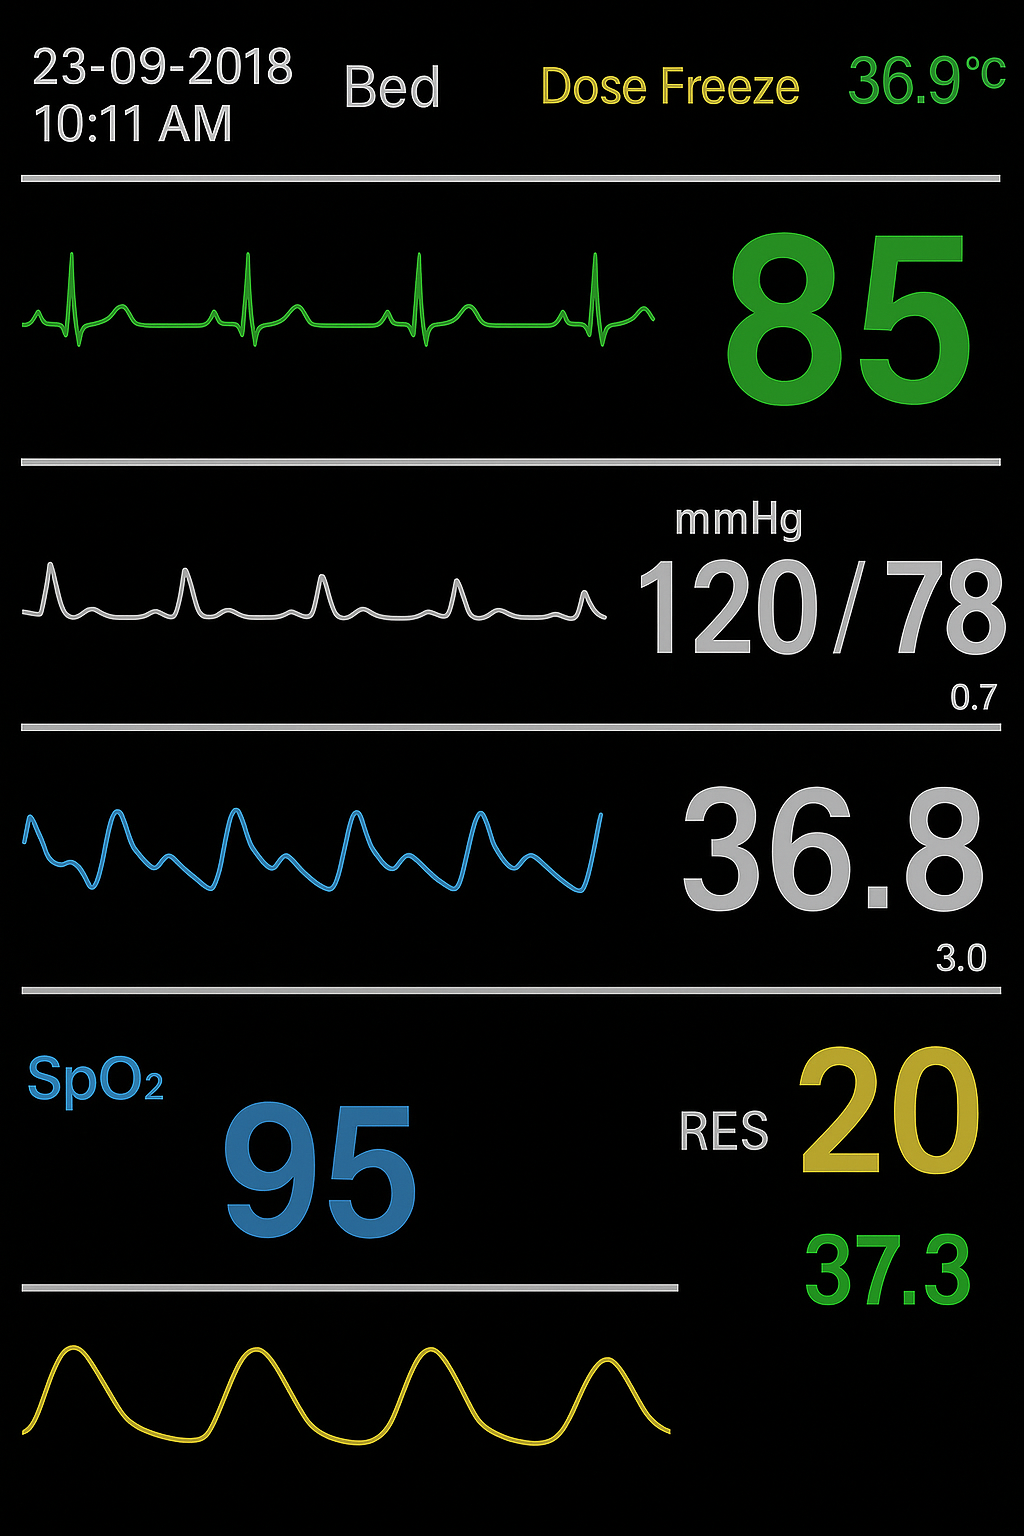 23-09-2018
10:11 AM
Bed
Dose Freeze
36.9°C
85
mmHg
120/78
0.7
36.8
3.0
SpO₂
95
RES 20
37.3